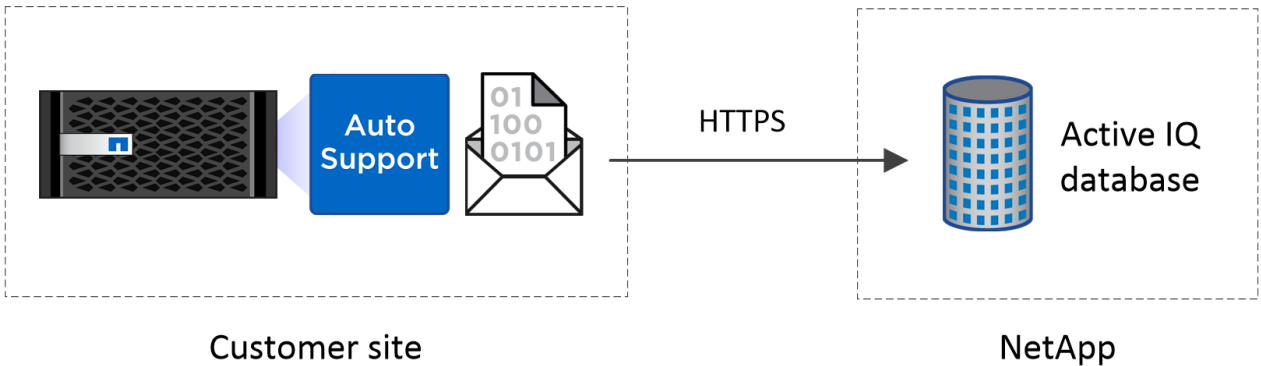 Auto
Support
01
100
0101
HTTPS
Active IQ
database
Customer site
NetApp